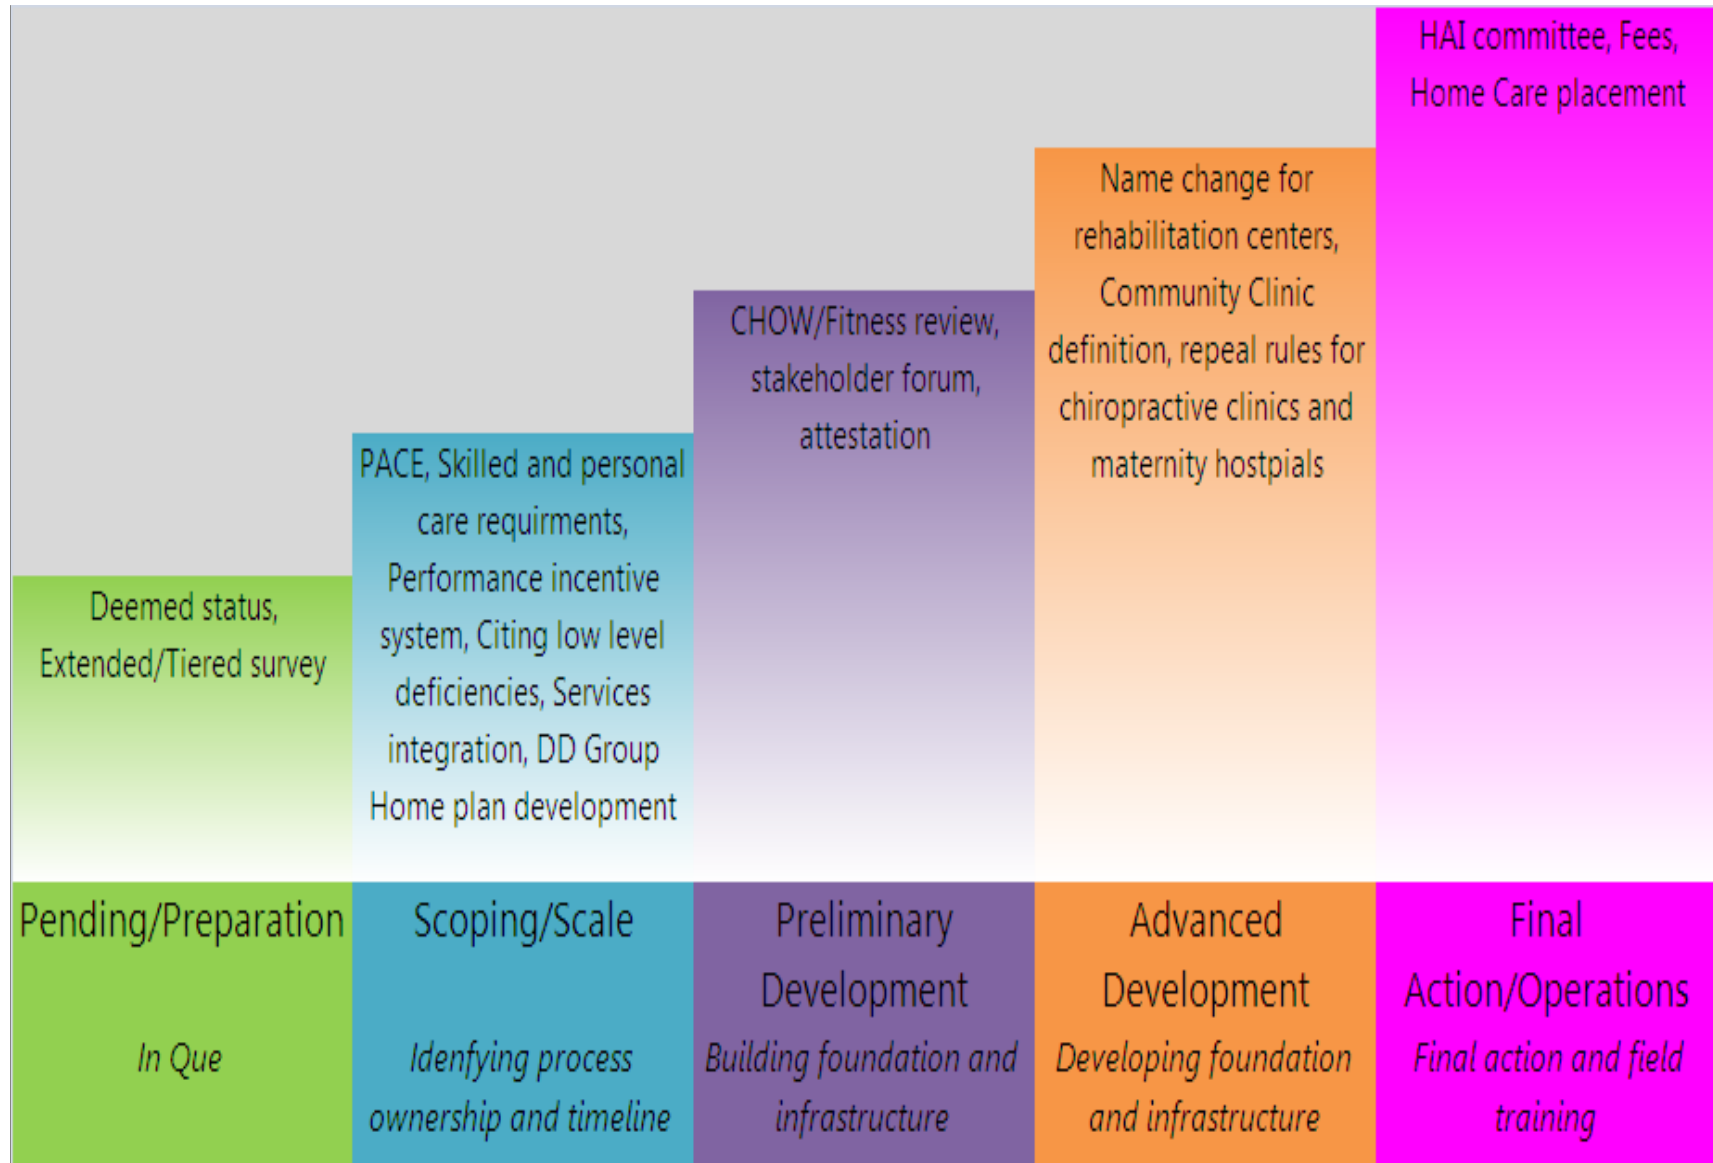 Deemed status,
Extended/Tiered survey
Pending/Preparation
In Que
PACE, Skilled and personal
care requirments,
Performance incentive
system, Citing low level
deficiencies, Services
integration, DD Group
Home plan development
Scoping/Scale
Idenfying process
ownership and timeline
CHOW/Fitness review,
stakeholder forum,
attestation
Preliminary
Development
Building foundation and
infrastructure
Name change for
rehabilitation centers,
Community Clinic
definition, repeal rules for
chiropractive clinics and
maternity hostpials
Advanced
Development
Developing foundation
and infrastructure
HAI committee, Fees,
Home Care placement
Final
Action/Operations
Final action and field
training